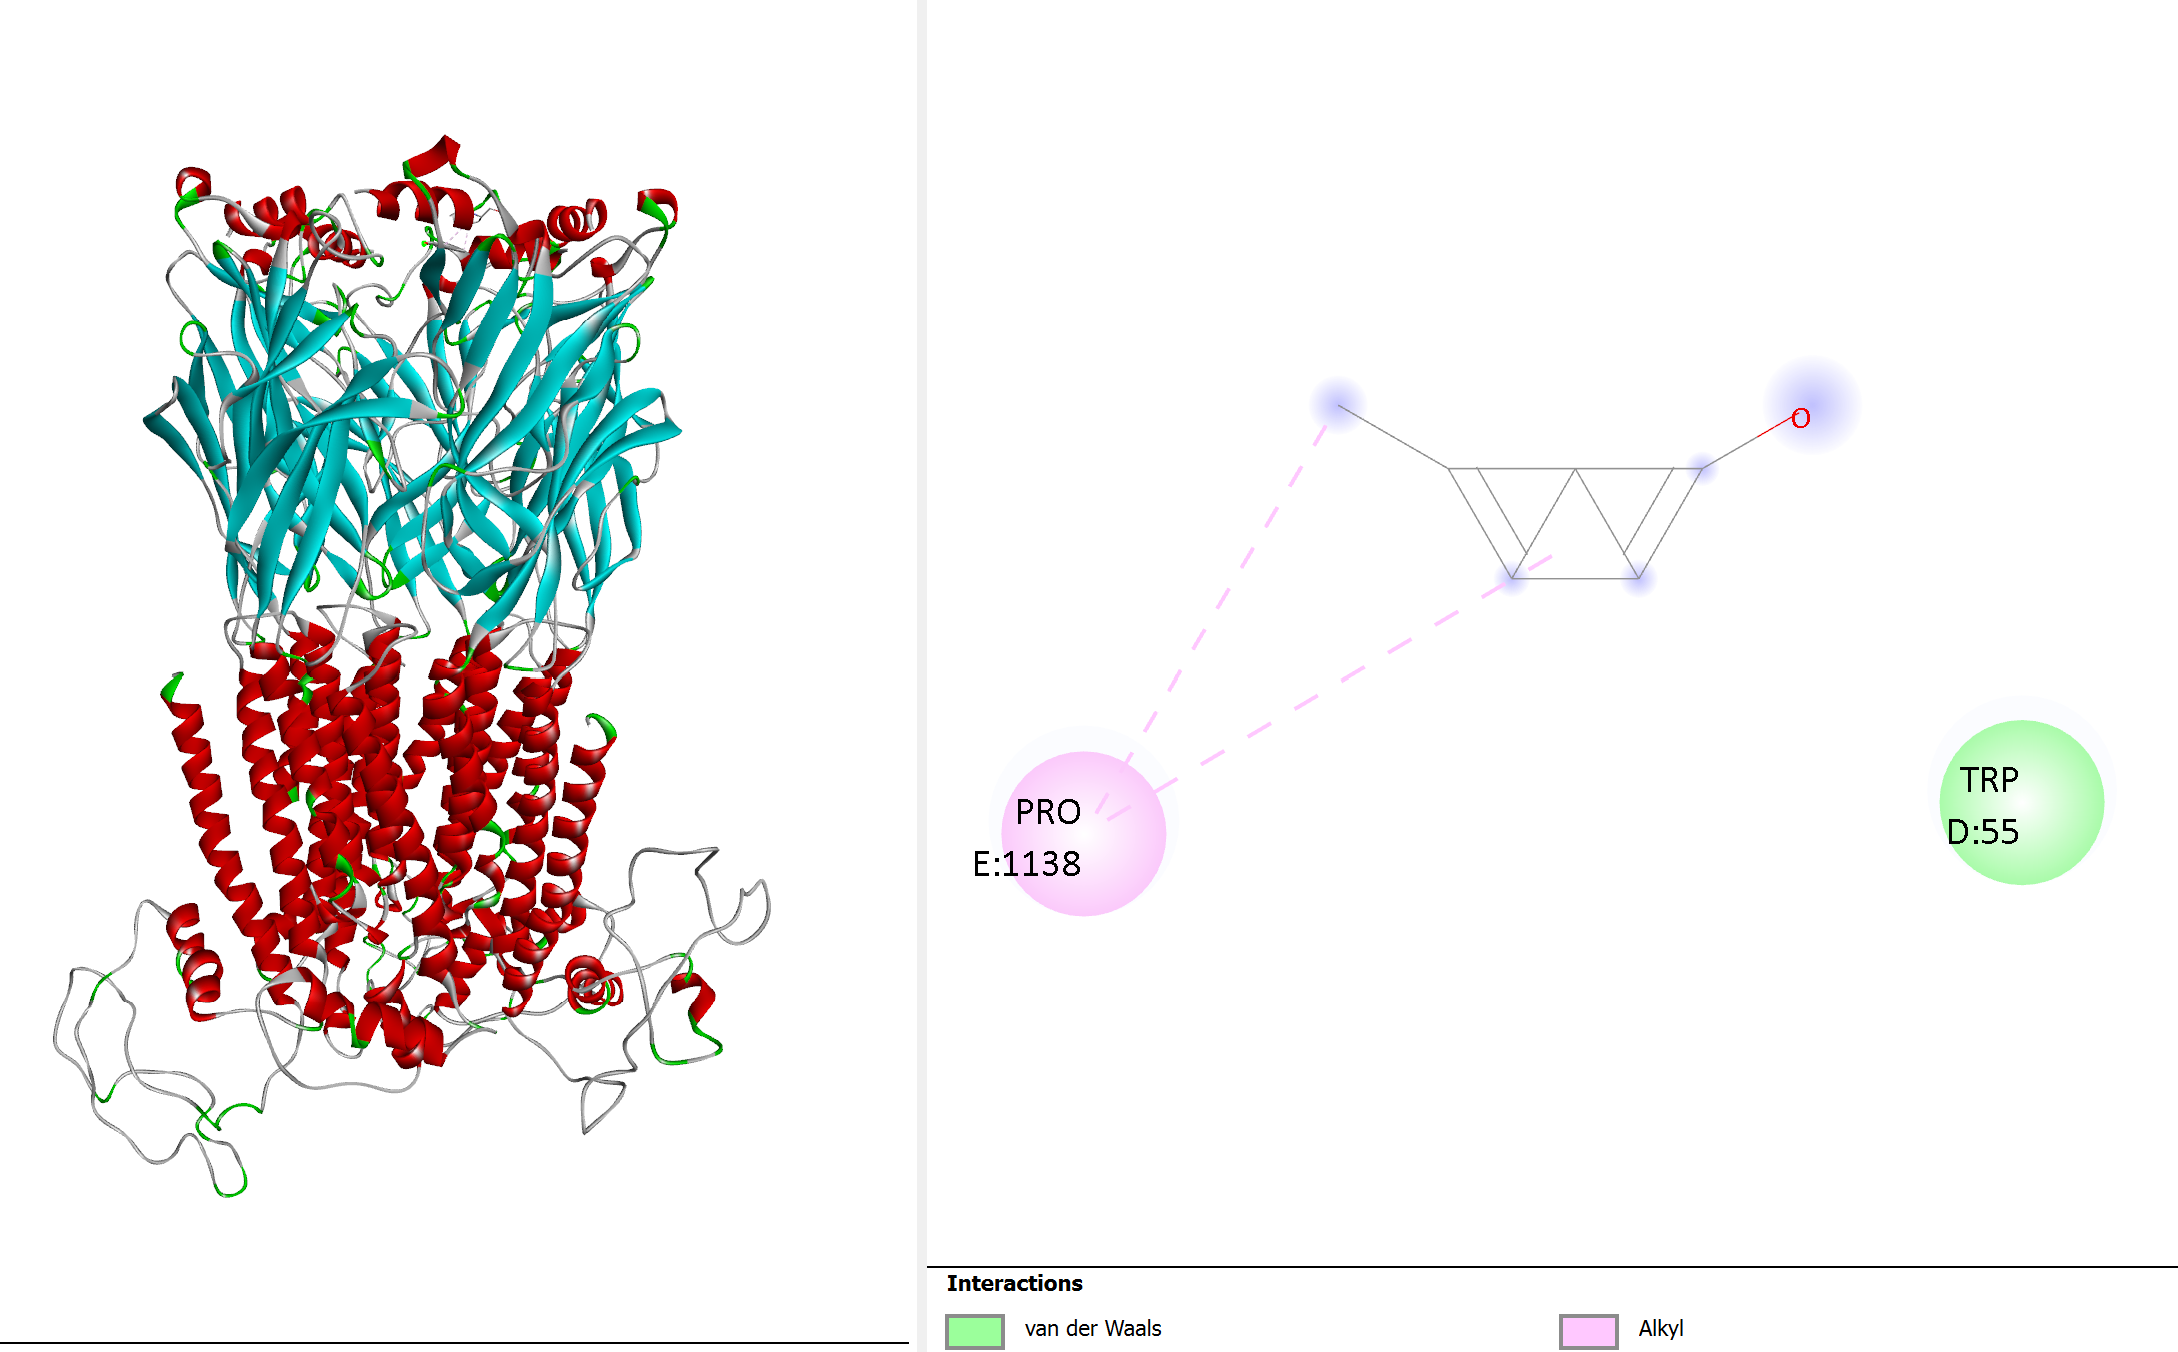 O
PRO
E:1138
TRP
D:55
Interactions
van der Waals
Alkyl